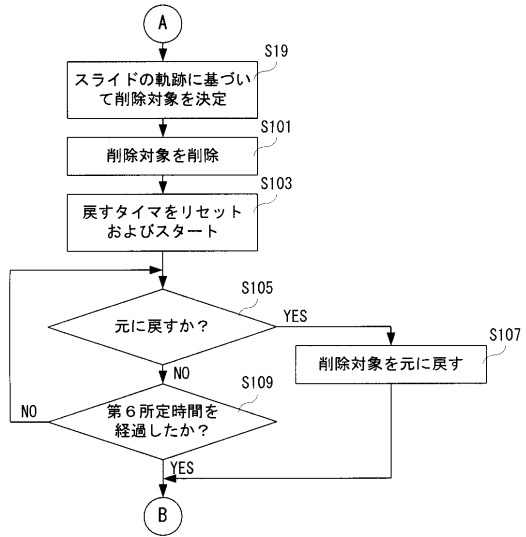 A
S19
スライドの軌跡に基づい
て削除対象を決定
S101
削除対象を削除
S103
戻すタイマをリセット
およびスタート
S105
元に戻すか？
YES
S107
削除対象を元に戻す
NO
S109
第６所定時間を
経過したか？
NO
YES
B